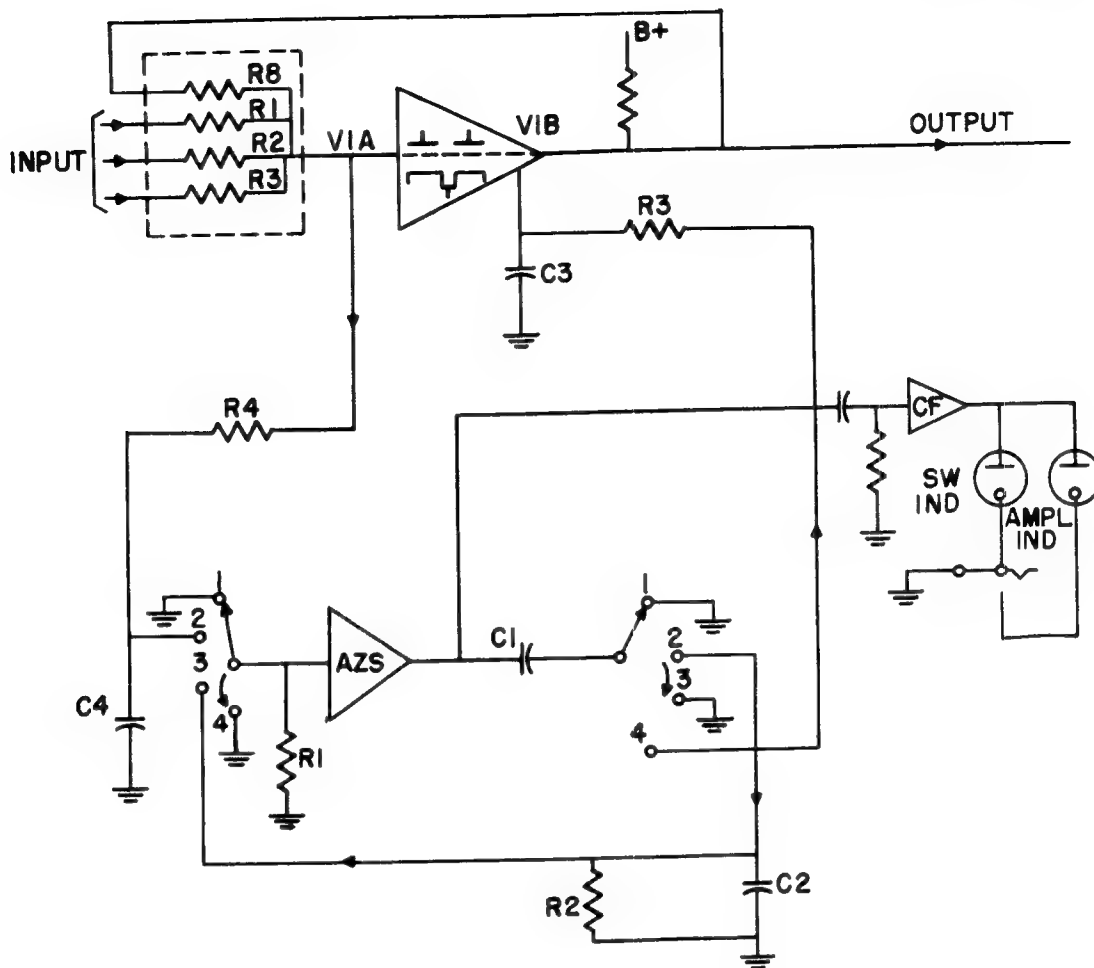 B+
R8
R1
R2
R3
INPUT
V1A
V1B
OUTPUT
R3
C3
R4
CF
SW
IND
AMPL
IND
1
2
3
4
C4
R1
AZS
C1
1
2
3
4
R2
C2